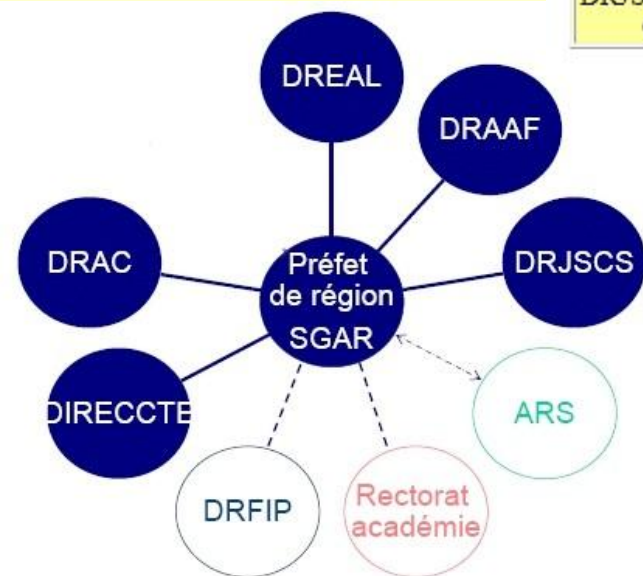 DREAL
DRAAF
DRAC
Préfet
de région
SGAR
DRJSCS
DIRECCTE
ARS
DRFIP
Rectorat
académie